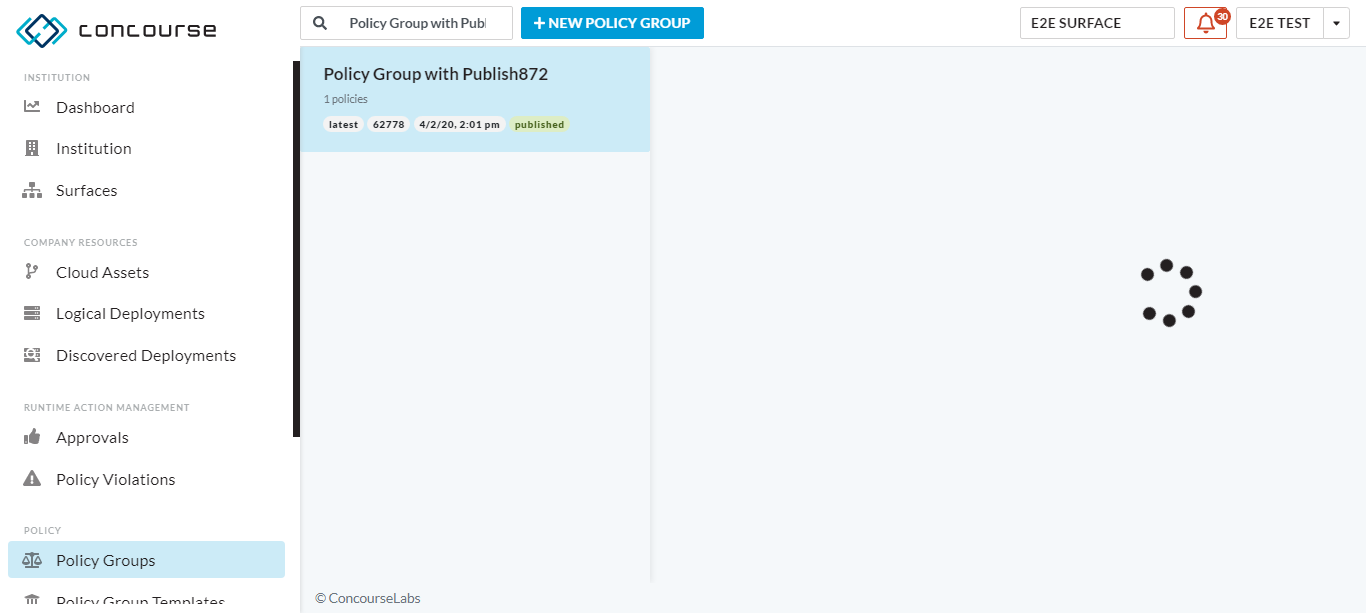 concourse
Policy Group with Publ
NEW POLICY GROUP
E2E SURFACE
30
E2E TEST
INSTITUTION
Dashboard
Institution
Surfaces
COMPANY RESOURCES
Cloud Assets
Logical Deployments
Discovered Deployments
RUNTIME ACTION MANAGEMENT
Approvals
Policy Violations
POLICY
Policy Groups
Policy Group Templates
Policy Group with Publish872
1 policies
latest 62778 4/2/20, 2:01 pm published
© ConcourseLabs